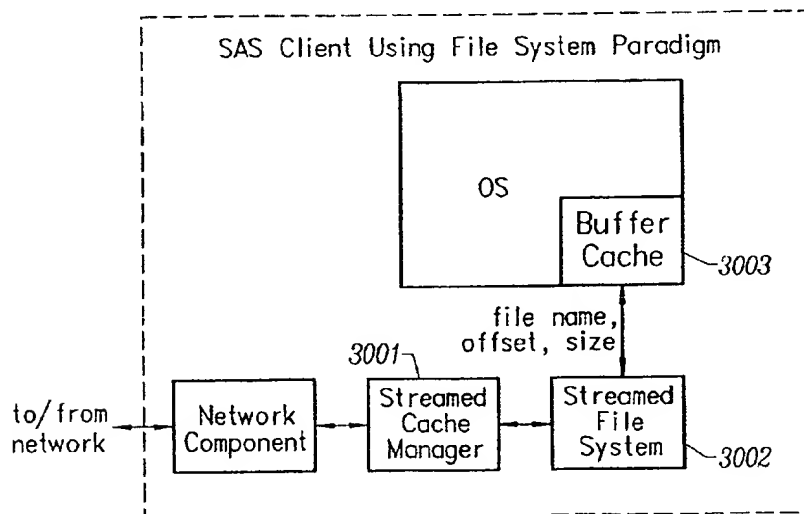 SAS Client Using File System Paradigm
OS
Buffer
Cache
3003
file name,
offset, size
3001
to/from
network
Network
Component
Streamed
Cache
Manager
Streamed
File
System
3002